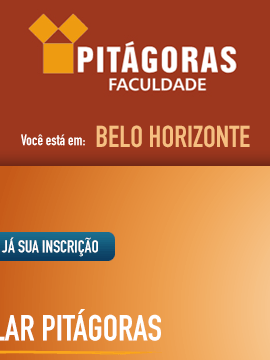 PITÁGORAS
FACULDADE
Você está em: BELO HORIZONTE
JÁ SUA INSCRIÇÃO
LAR PITÁGORAS